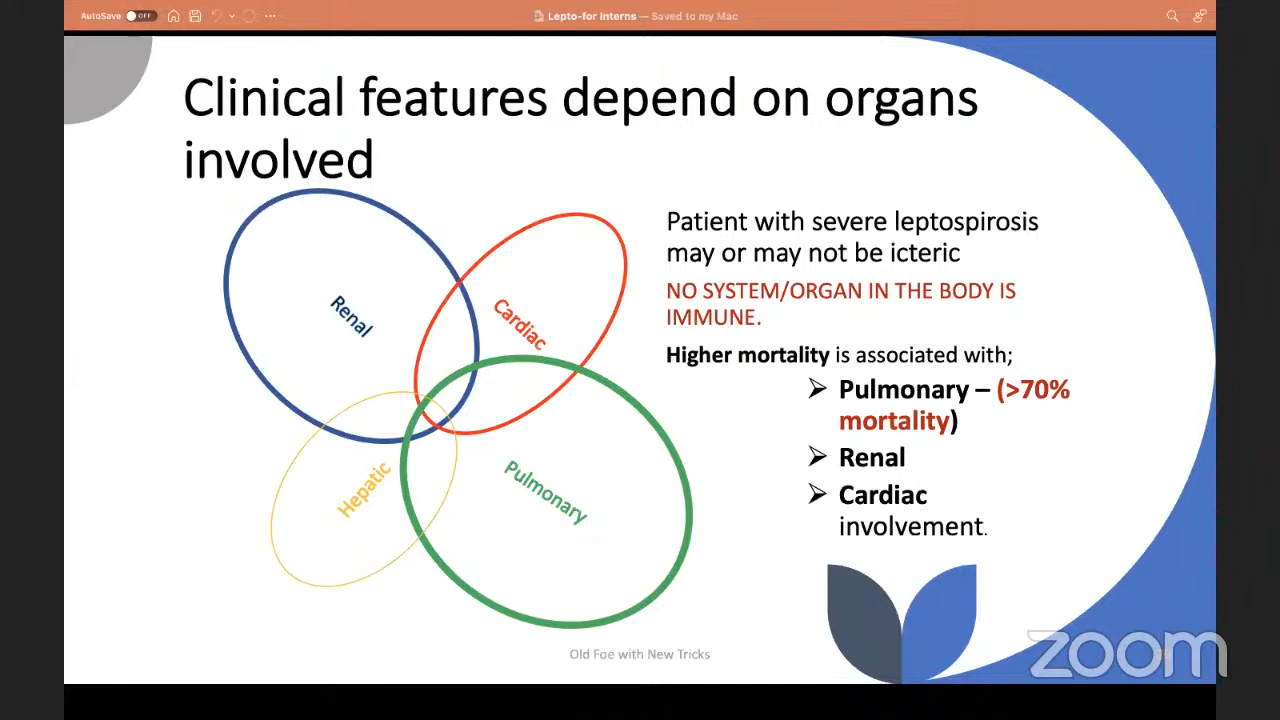 AutoSave OFF
Lepto-for Interns — Saved to my Mac
Clinical features depend on organs
involved
Renal
Cardiac
Hepatic
Pulmonary
Patient with severe leptospirosis
may or may not be icteric
NO SYSTEM/ORGAN IN THE BODY IS
IMMUNE.
Higher mortality is associated with;
➢ Pulmonary – (>70%
mortality)
➢ Renal
➢ Cardiac
involvement.
Old Foe with New Tricks
zoom